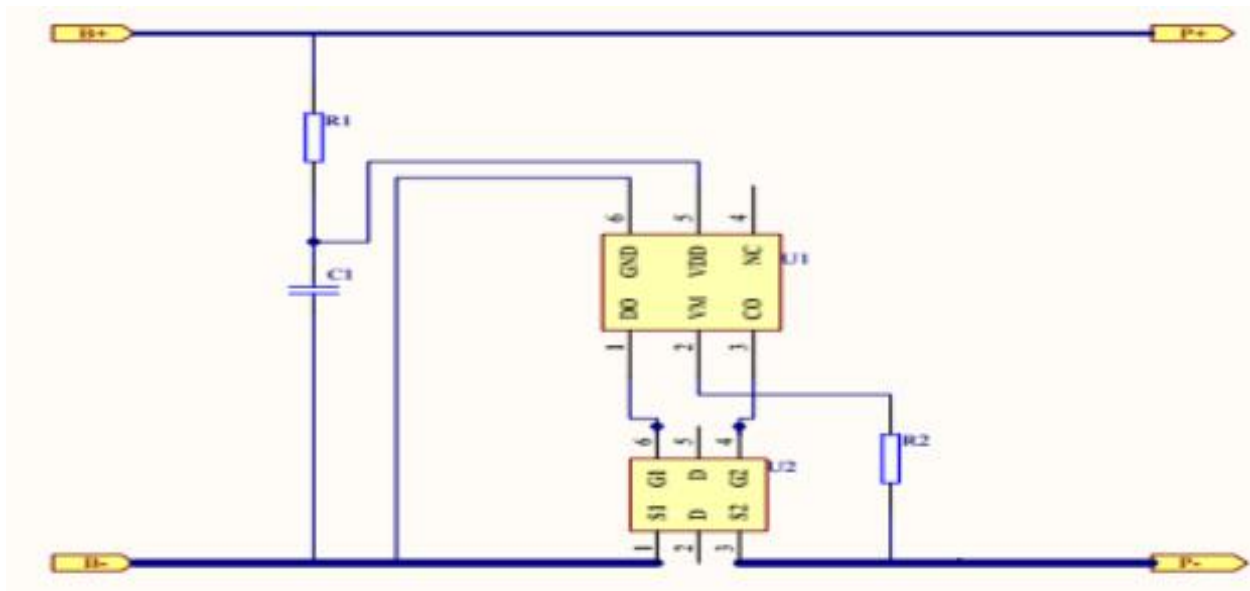 B+ P+
R1
6 5 4
GND VDD NC U1
C1
DO VM CO
1 2 3
R2
6 5 4
G1 D G2 U2
S1 D S2
1 2 3
B- P-